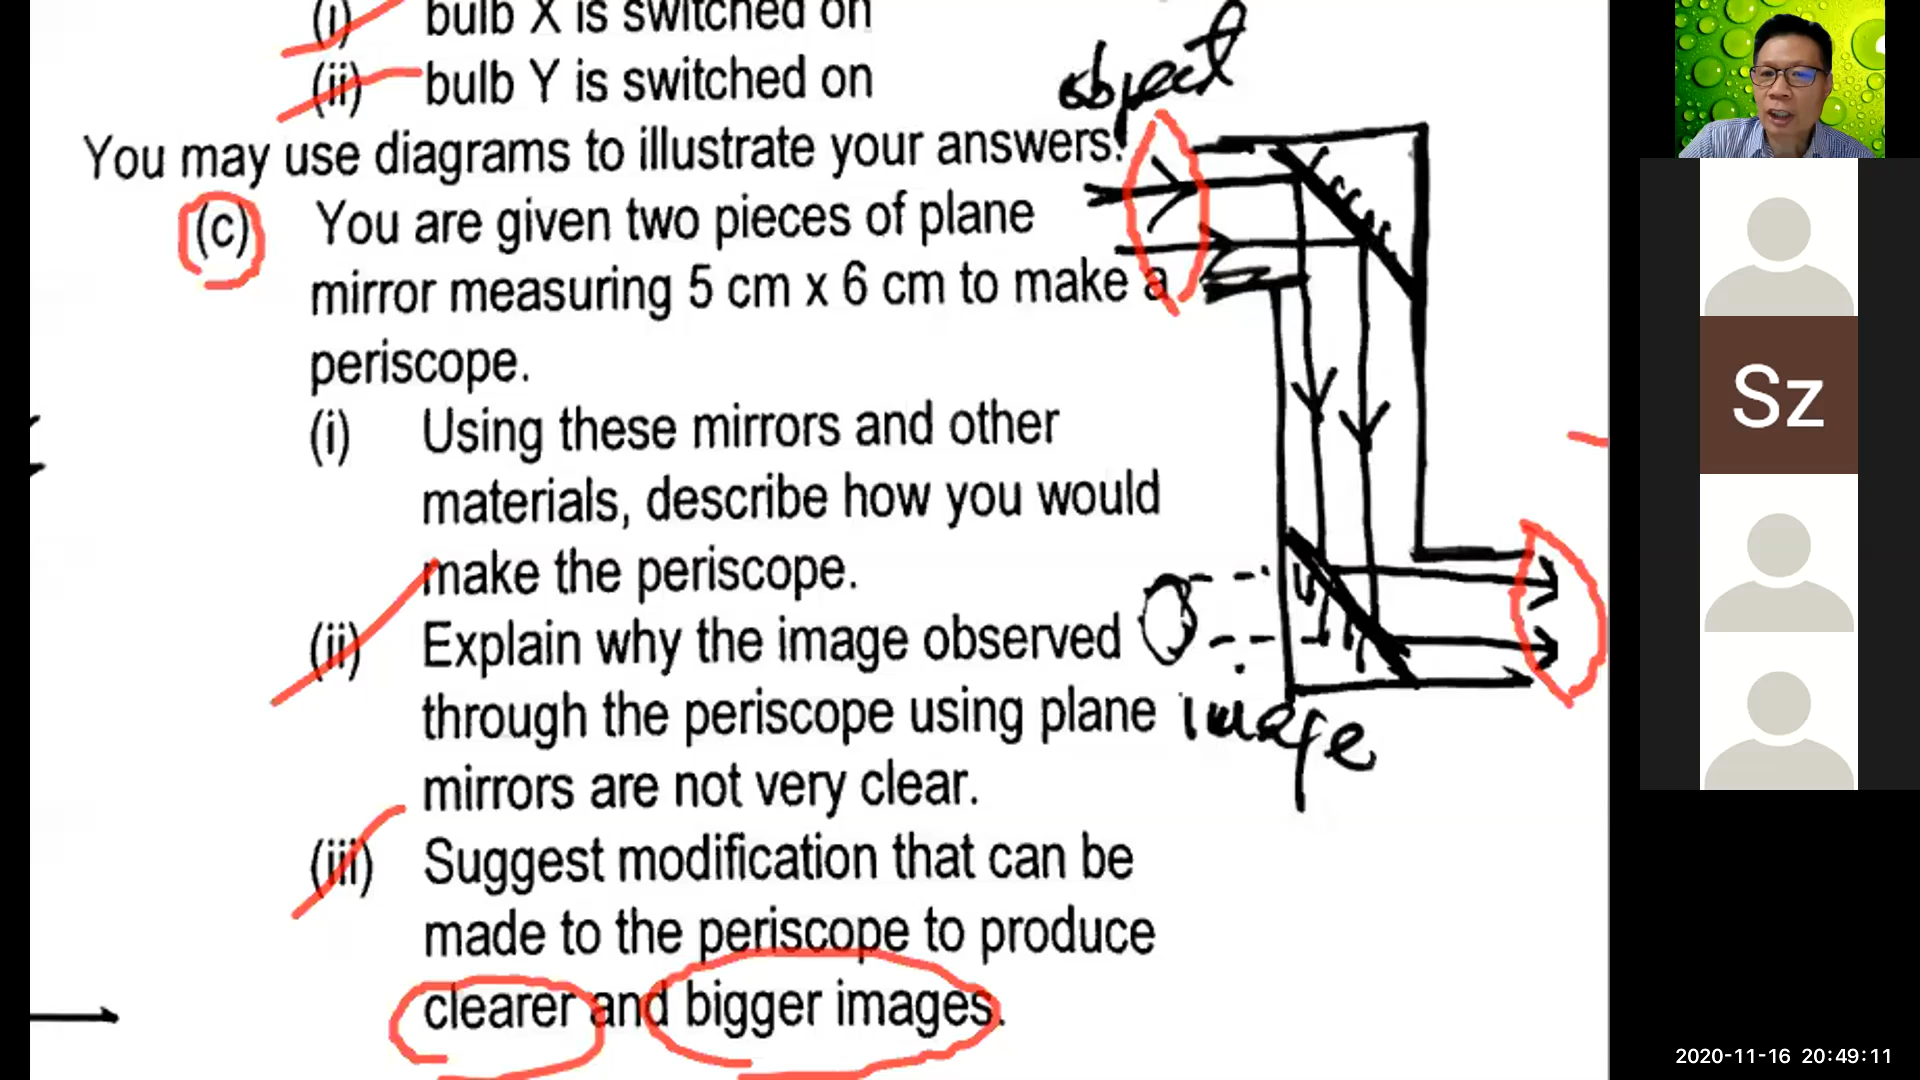 (i) bulb X is switched on
(ii) bulb Y is switched on
object
You may use diagrams to illustrate your answers.
(c) You are given two pieces of plane
mirror measuring 5 cm x 6 cm to make a
periscope.
(i) Using these mirrors and other
materials, describe how you would
make the periscope.
(ii) Explain why the image observed
through the periscope using plane
mirrors are not very clear.
image
(iii) Suggest modification that can be
made to the periscope to produce
clearer and bigger images.
Sz
2020-11-16 20:49:11